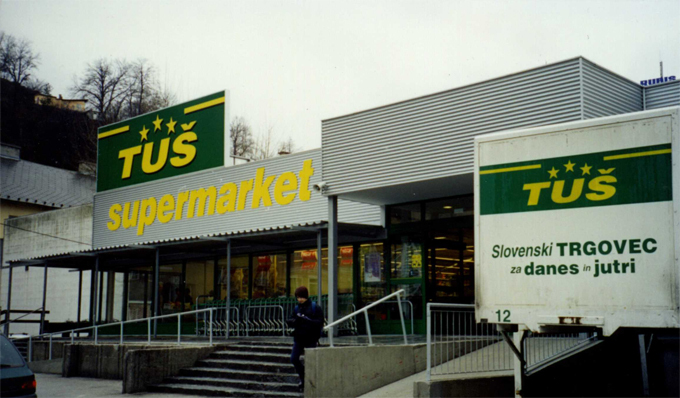 TUŠ
supermarket
TUŠ
Slovenski TRGOVEC
za danes in jutri
12